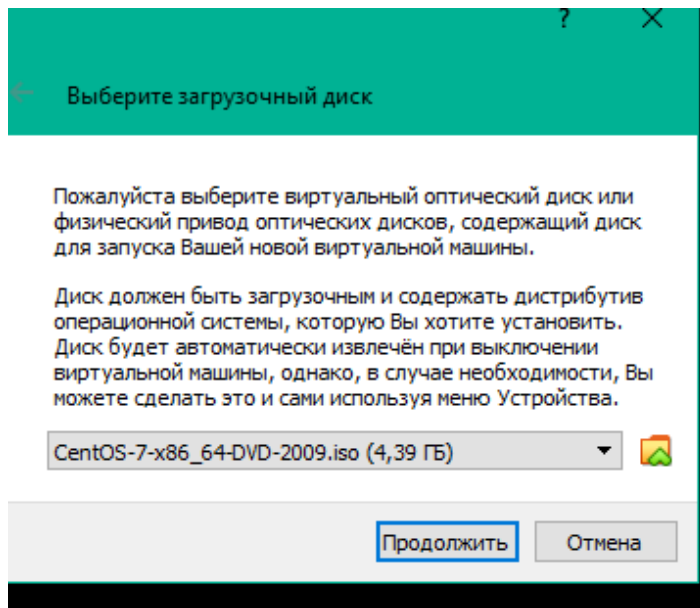 ?
Выберите загрузочный диск
Пожалуйста выберите виртуальный оптический диск или
физический привод оптических дисков, содержащий диск
для запуска Вашей новой виртуальной машины.
Диск должен быть загрузочным и содержать дистрибутив
операционной системы, которую Вы хотите установить.
Диск будет автоматически извлечён при выключении
виртуальной машины, однако, в случае необходимости, Вы
можете сделать это и сами используя меню Устройства.
CentOS-7-x86_64-DVD-2009.iso (4,39 ГБ)
Продолжить
Отмена